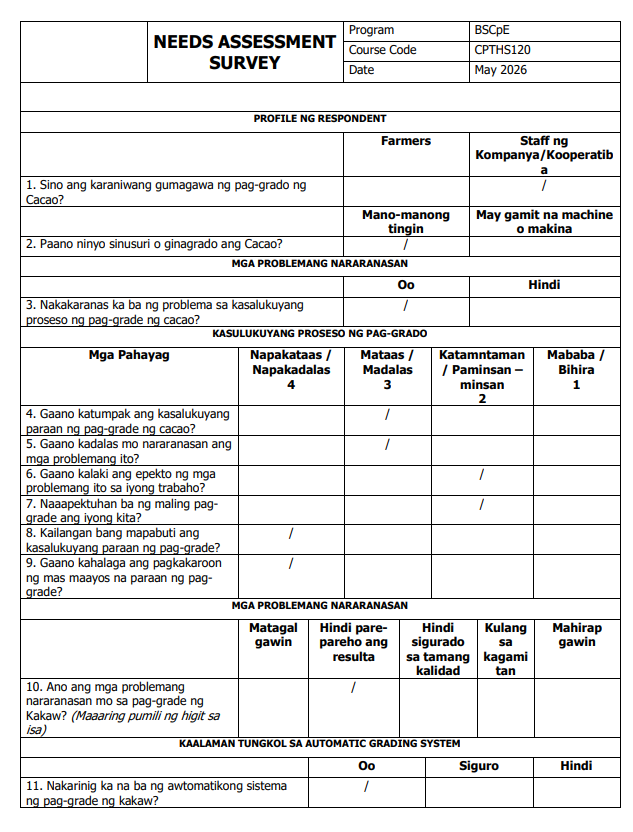 NEEDS ASSESSMENT
SURVEY
Program BSCpE
Course Code CPTHS120
Date May 2026
PROFILE NG RESPONDENT
Farmers Staff ng
Kompanya/Kooperatib
a
1. Sino ang karaniwang gumagawa ng pag-grado ng /
Cacao?
Mano-manong May gamit na machine
tingin o makina
2. Paano ninyo sinusuri o ginagrado ang Cacao? /
MGA PROBLEMANG NARARANASAN
Oo Hindi
3. Nakakaranas ka ba ng problema sa kasalukuyang /
proseso ng pag-grade ng cacao?
KASULUKUYANG PROSESO NG PAG-GRADO
Mga Pahayag Napakataas / Mataas / Katamntaman Mababa /
Napakadalas Madalas / Paminsan – Bihira
4 3 minsan 1
2
4. Gaano katumpak ang kasalukuyang /
paraan ng pag-grade ng cacao?
5. Gaano kadalas mo nararanasan ang /
mga problemang ito?
6. Gaano kalaki ang epekto ng mga /
problemang ito sa iyong trabaho?
7. Naaapektuhan ba ng maling pag- /
grade ang iyong kita?
8. Kailangan bang mapabuti ang /
kasalukuyang paraan ng pag-grade?
9. Gaano kahalaga ang pagkakaroon /
ng mas maayos na paraan ng pag-
grade?
MGA PROBLEMANG NARARANASAN
Matagal Hindi pare- Hindi Kulang Mahirap
gawin pareho ang sigurado sa gawin
resulta sa tamang kagami
kalidad tan
10. Ano ang mga problemang /
nararanasan mo sa pag-grade ng
Kakaw? (Maaaring pumili ng higit sa
isa)
KAALAMAN TUNGKOL SA AUTOMATIC GRADING SYSTEM
Oo Siguro Hindi
11. Nakarinig ka na ba ng awtomatikong sistema /
ng pag-grade ng kakaw?